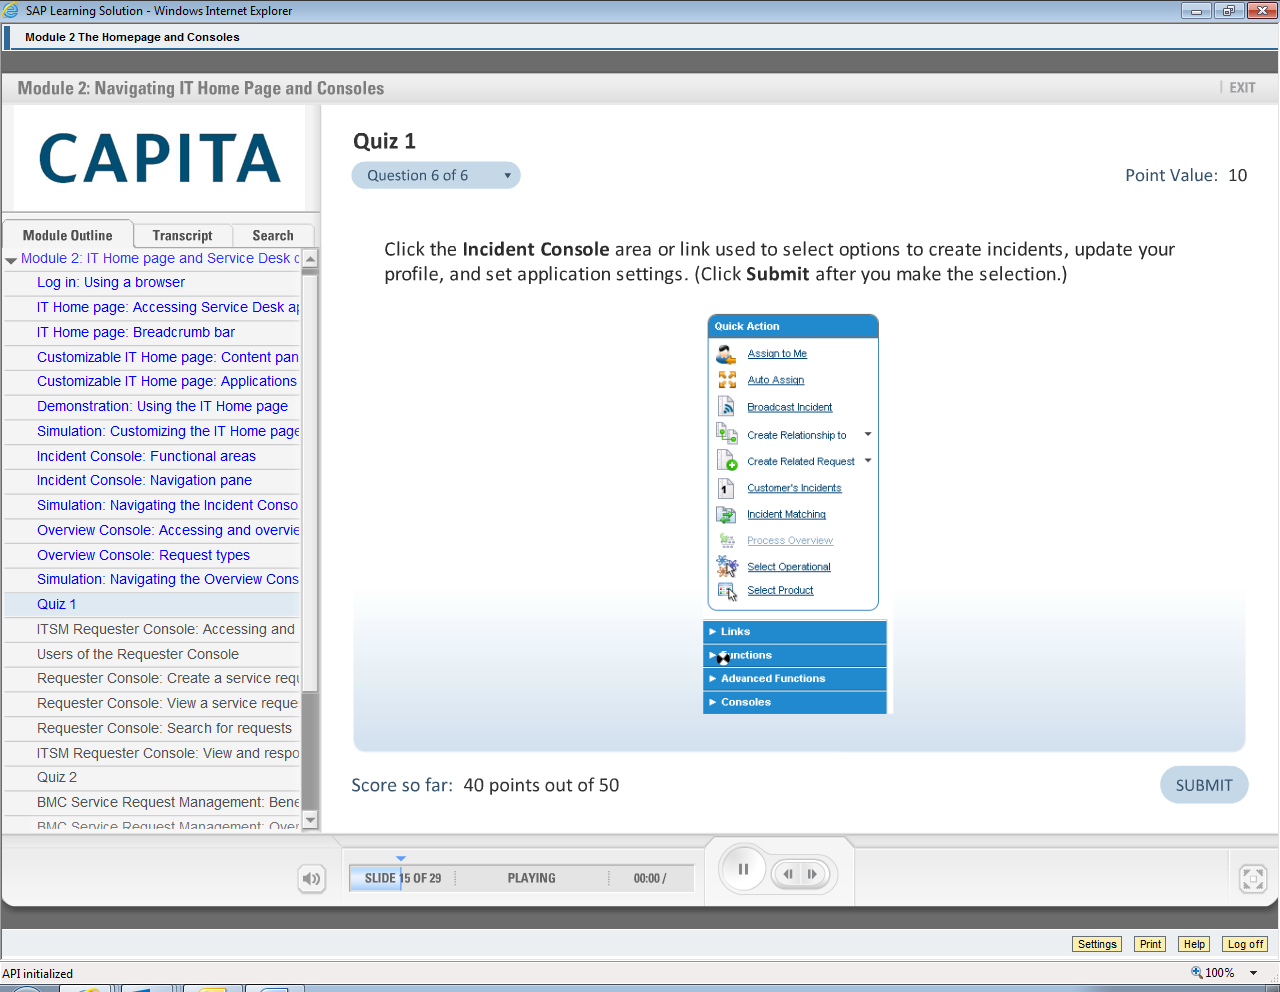 SAP Learning Solution - Windows Internet Explorer
Module 2 The Homepage and Consoles
Module 2: Navigating IT Home Page and Consoles
EXIT
CAPITA
Module Outline
Transcript
Search
Module 2: IT Home page and Service Desk c
Log in: Using a browser
IT Home page: Accessing Service Desk ap
IT Home page: Breadcrumb bar
Customizable IT Home page: Content pan
Customizable IT Home page: Applications
Demonstration: Using the IT Home page
Simulation: Customizing the IT Home page
Incident Console: Functional areas
Incident Console: Navigation pane
Simulation: Navigating the Incident Conso
Overview Console: Accessing and overvie
Overview Console: Request types
Simulation: Navigating the Overview Cons
Quiz 1
ITSM Requester Console: Accessing and
Users of the Requester Console
Requester Console: Create a service requ
Requester Console: View a service reque
Requester Console: Search for requests
ITSM Requester Console: View and respo
Quiz 2
BMC Service Request Management: Bene
BMC Service Request Management: Over
Quiz 1
Question 6 of 6
Point Value: 10
Click the Incident Console area or link used to select options to create incidents, update your
profile, and set application settings. (Click Submit after you make the selection.)
Quick Action
Assign to Me
Auto Assign
Broadcast Incident
Create Relationship to
Create Related Request
Customer's Incidents
Incident Matching
Process Overview
Select Operational
Select Product
Links
Functions
Advanced Functions
Consoles
Score so far: 40 points out of 50
SUBMIT
SLIDE 15 OF 29
PLAYING
00:00 /
Settings
Print
Help
Log off
API initialized
100%